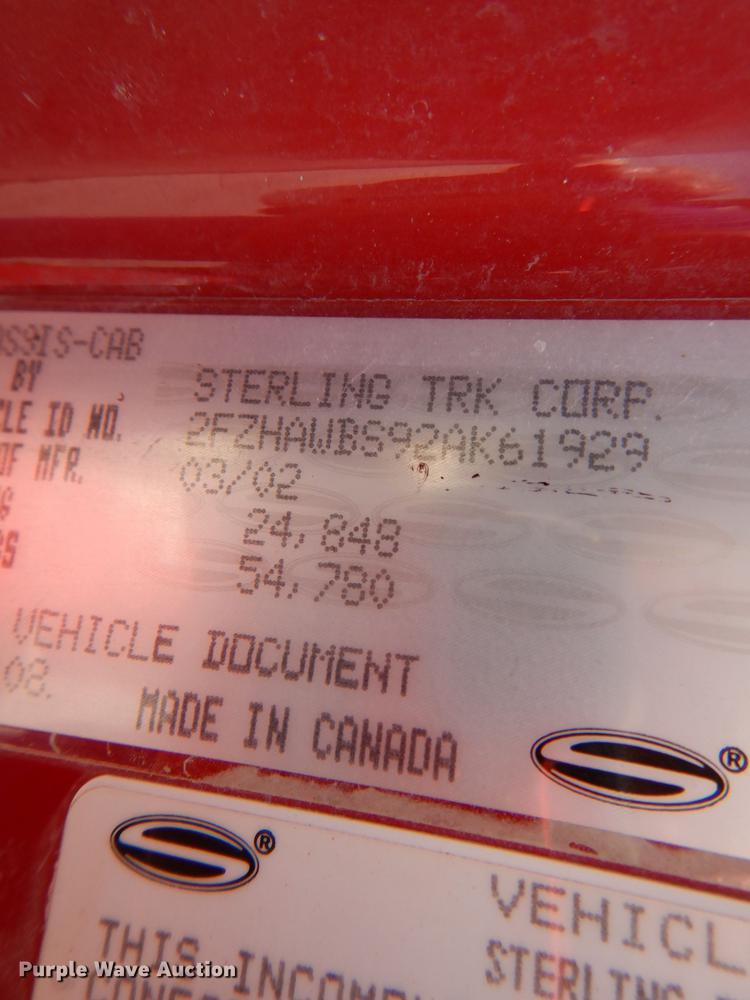 SSIS-CAB
BY STERLING TRK CORP.
CLE ID NO. 2FZHAWBS92AK61929
OF MFR. 03/02
24,848
54,780
VEHICLE DOCUMENT
08.
MADE IN CANADA
®
®
VEHICL
THIS INCOMP
STERLING
Purple Wave Auction